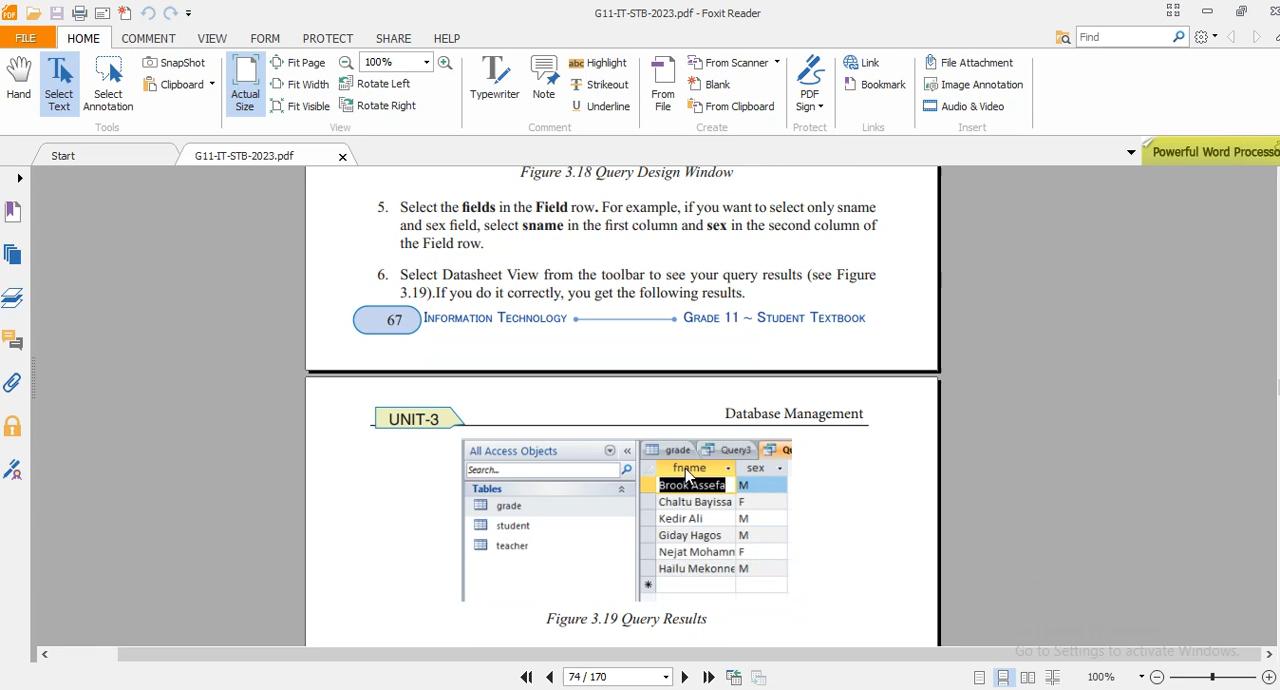 G11-IT-STB-2023.pdf - Foxit Reader
FILE HOME COMMENT VIEW FORM PROTECT SHARE HELP
Find
Hand
Select Text
Select Annotation
SnapShot
Clipboard
Tools
Actual Size
Fit Page
Fit Width
Fit Visible
100%
Rotate Left
Rotate Right
View
Typewriter
Note
Highlight
Strikeout
Underline
Comment
From File
From Scanner
Blank
From Clipboard
Create
PDF Sign
Protect
Link
Bookmark
Links
File Attachment
Image Annotation
Audio & Video
Insert
Start
G11-IT-STB-2023.pdf
Powerful Word Processo
Figure 3.18 Query Design Window
5. Select the fields in the Field row. For example, if you want to select only sname
and sex field, select sname in the first column and sex in the second column of
the Field row.
6. Select Datasheet View from the toolbar to see your query results (see Figure
3.19).If you do it correctly, you get the following results.
67 INFORMATION TECHNOLOGY GRADE 11 ~ STUDENT TEXTBOOK
UNIT-3 Database Management
All Access Objects
Search...
Tables
grade
student
teacher
grade Query3 Qu
fname sex
Brook Assefa M
Chaltu Bayissa F
Kedir Ali M
Giday Hagos M
Nejat Mohamn F
Hailu Mekonne M
Figure 3.19 Query Results
Go to Settings to activate Windows.
74 / 170
100%